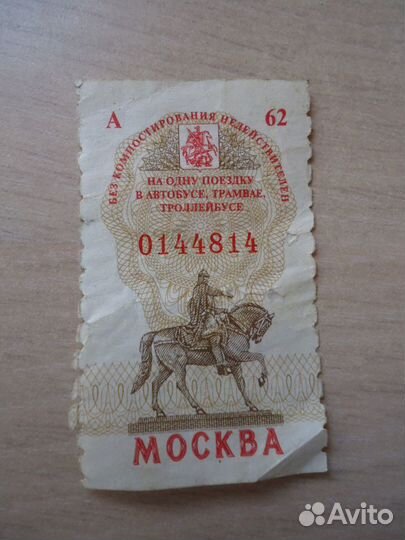 А 62
БЕЗ КОМПОСТИРОВАНИЯ НЕДЕЙСТВИТЕЛЕН
НА ОДНУ ПОЕЗДКУ
В АВТОБУСЕ, ТРАМВАЕ,
ТРОЛЛЕЙБУСЕ
0144814
МОСКВА
Avito